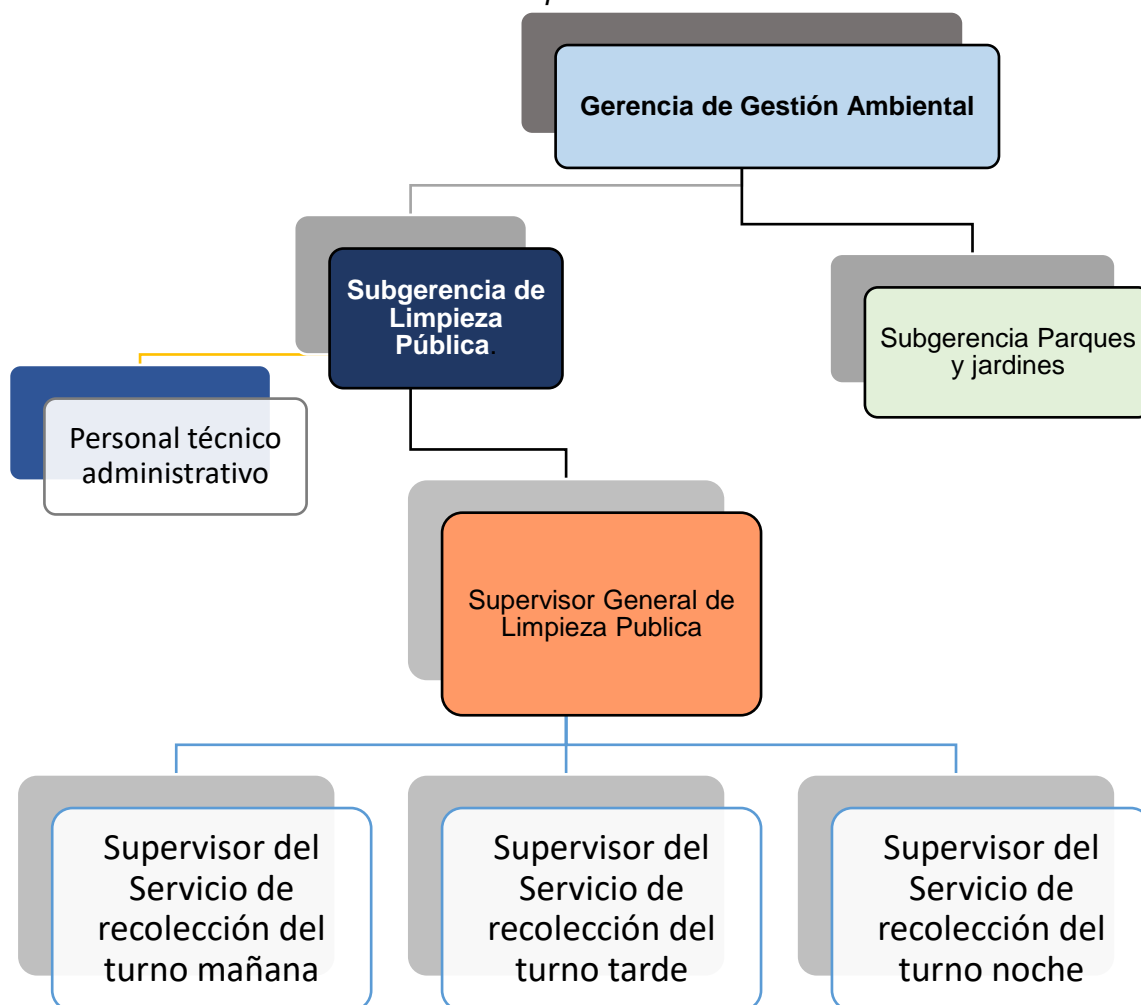 Gerencia de Gestión Ambiental
Subgerencia de
Limpieza
Pública.
Subgerencia Parques
y jardines
Personal técnico
administrativo
Supervisor General de
Limpieza Publica
Supervisor del
Servicio de
recolección del
turno mañana
Supervisor del
Servicio de
recolección del
turno tarde
Supervisor del
Servicio de
recolección del
turno noche